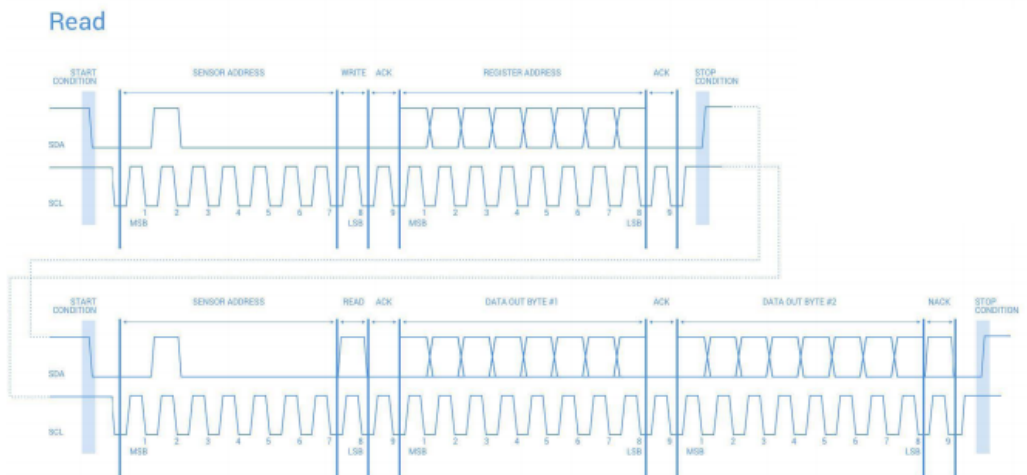 Read
START CONDITION SENSOR ADDRESS WRITE ACK REGISTER ADDRESS ACK STOP CONDITION
SDA
SCL
1 2 3 4 5 6 7 8 9 1 2 3 4 5 6 7 8 9
MSB LSB MSB LSB
START CONDITION SENSOR ADDRESS READ ACK DATA OUT BYTE #1 ACK DATA OUT BYTE #2 NACK STOP CONDITION
SDA
SCL
1 2 3 4 5 6 7 8 9 1 2 3 4 5 6 7 8 9 1 2 3 4 5 6 7 8 9
MSB LSB MSB LSB MSB LSB